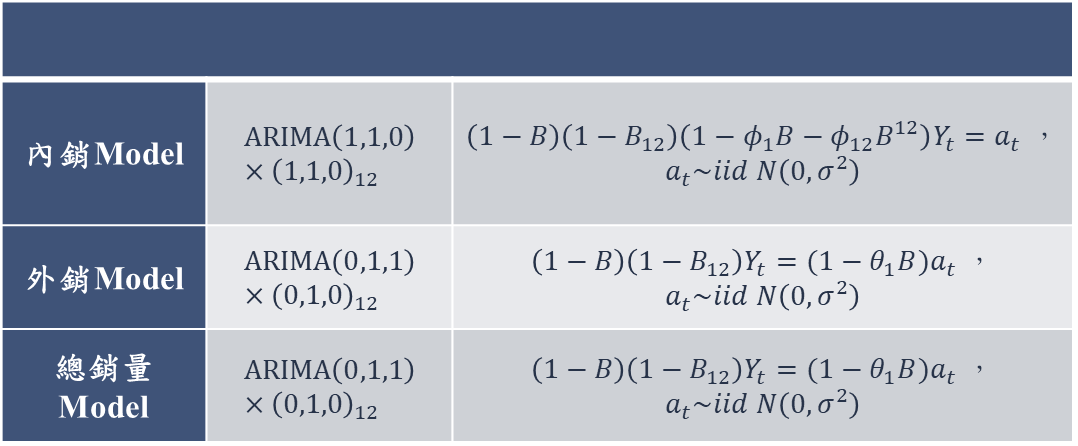 內銷Model
ARIMA(1,1,0)
× (1,1,0)₁₂
(1 − B)(1 − B₁₂)(1 − ϕ₁B − ϕ₁₂B¹²)Yₜ = aₜ ,
aₜ~iid N(0, σ²)
外銷Model
ARIMA(0,1,1)
× (0,1,0)₁₂
(1 − B)(1 − B₁₂)Yₜ = (1 − θ₁B)aₜ ,
aₜ~iid N(0, σ²)
總銷量
Model
ARIMA(0,1,1)
× (0,1,0)₁₂
(1 − B)(1 − B₁₂)Yₜ = (1 − θ₁B)aₜ ,
aₜ~iid N(0, σ²)